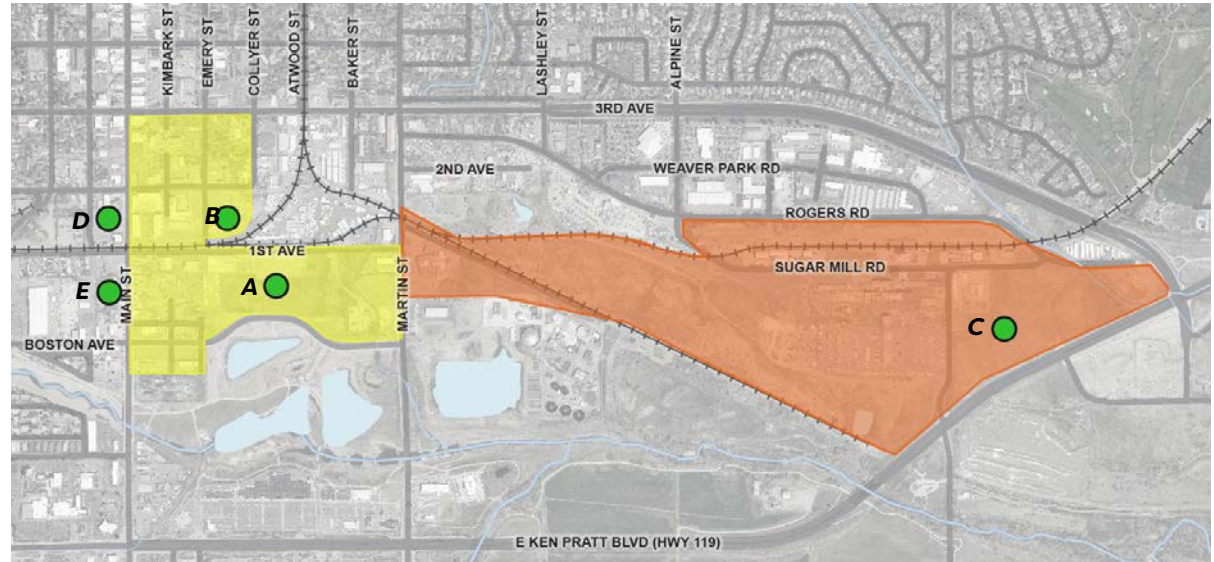 KIMBARK ST
EMERY ST
COLLYER ST
ATWOOD ST
BAKER ST
LASHLEY ST
ALPINE ST
3RD AVE
2ND AVE
WEAVER PARK RD
D
B
ROGERS RD
1ST AVE
SUGAR MILL RD
E
A
MAIN ST
MARTIN ST
C
BOSTON AVE
E KEN PRATT BLVD (HWY 119)